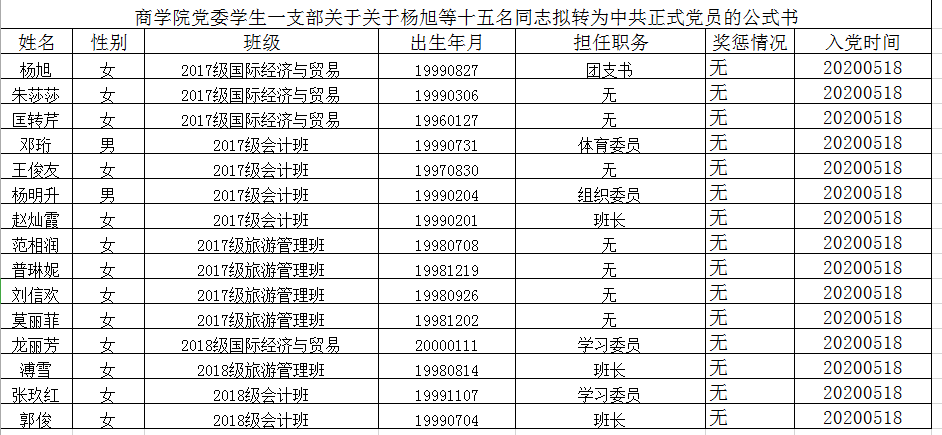 商学院党委学生一支部关于关于杨旭等十五名同志拟转为中共正式党员的公式书
姓名 性别 班级 出生年月 担任职务 奖惩情况 入党时间
杨旭 女 2017级国际经济与贸易 19990827 团支书 无 20200518
朱莎莎 女 2017级国际经济与贸易 19990306 无 无 20200518
匡转芹 女 2017级国际经济与贸易 19960127 无 无 20200518
邓珩 男 2017级会计班 19990731 体育委员 无 20200518
王俊友 女 2017级会计班 19970830 无 无 20200518
杨明升 男 2017级会计班 19990204 组织委员 无 20200518
赵灿霞 女 2017级会计班 19990201 班长 无 20200518
范相润 女 2017级旅游管理班 19980708 无 无 20200518
普琳妮 女 2017级旅游管理班 19981219 无 无 20200518
刘信欢 女 2017级旅游管理班 19980926 无 无 20200518
莫丽菲 女 2017级旅游管理班 19981202 无 无 20200518
龙丽芳 女 2018级国际经济与贸易 20000111 学习委员 无 20200518
溥雪 女 2018级旅游管理班 19980814 班长 无 20200518
张玖红 女 2018级会计班 19991107 学习委员 无 20200518
郭俊 女 2018级会计班 19990704 班长 无 20200518